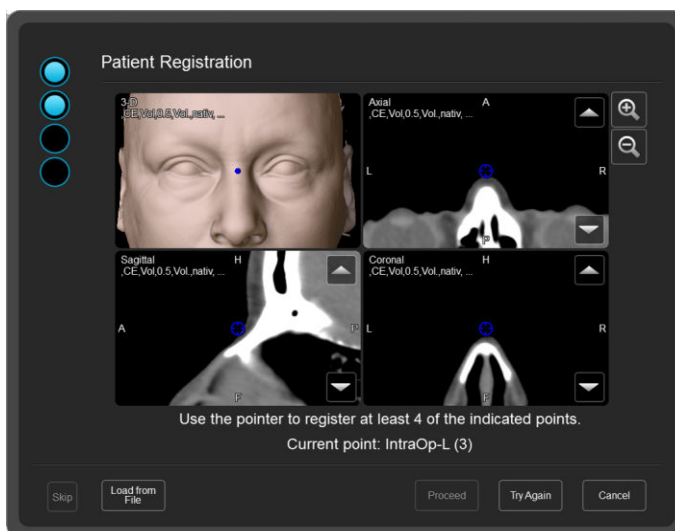 Patient Registration
3-D
,CE,Vol,0.5,Vol.,nativ, ...
Axial
,CE,Vol,0.5,Vol.,nativ, ...
A
L
R
P
Sagittal
,CE,Vol,0.5,Vol.,nativ, ...
H
A
P
F
Coronal
,CE,Vol,0.5,Vol.,nativ, ...
H
L
R
F
Use the pointer to register at least 4 of the indicated points.
Current point: IntraOp-L (3)
Skip
Load from
File
Proceed
Try Again
Cancel